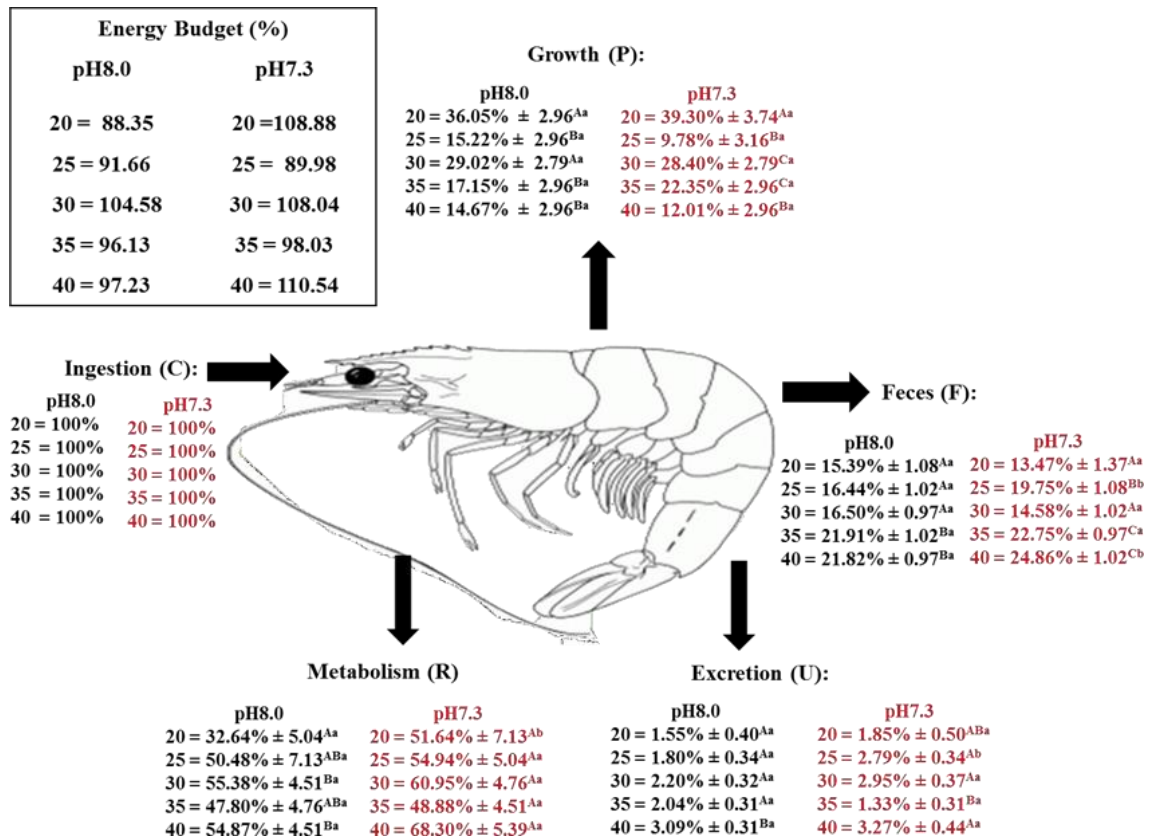 Energy Budget (%)
pH8.0 pH7.3
20 = 88.35 20 =108.88
25 = 91.66 25 = 89.98
30 = 104.58 30 = 108.04
35 = 96.13 35 = 98.03
40 = 97.23 40 = 110.54
Growth (P):
pH8.0 pH7.3
20 = 36.05% ± 2.96Aa 20 = 39.30% ± 3.74Aa
25 = 15.22% ± 2.96Ba 25 = 9.78% ± 3.16Ba
30 = 29.02% ± 2.79Aa 30 = 28.40% ± 2.79Ca
35 = 17.15% ± 2.96Ba 35 = 22.35% ± 2.96Ca
40 = 14.67% ± 2.96Ba 40 = 12.01% ± 2.96Ba
Ingestion (C):
pH8.0 pH7.3
20 = 100% 20 = 100%
25 = 100% 25 = 100%
30 = 100% 30 = 100%
35 = 100% 35 = 100%
40 = 100% 40 = 100%
Feces (F):
pH8.0 pH7.3
20 = 15.39% ± 1.08Aa 20 = 13.47% ± 1.37Aa
25 = 16.44% ± 1.02Aa 25 = 19.75% ± 1.08Bb
30 = 16.50% ± 0.97Aa 30 = 14.58% ± 1.02Aa
35 = 21.91% ± 1.02Ba 35 = 22.75% ± 0.97Ca
40 = 21.82% ± 0.97Ba 40 = 24.86% ± 1.02Cb
Metabolism (R)
pH8.0 pH7.3
20 = 32.64% ± 5.04Aa 20 = 51.64% ± 7.13Ab
25 = 50.48% ± 7.13ABa 25 = 54.94% ± 5.04Aa
30 = 55.38% ± 4.51Ba 30 = 60.95% ± 4.76Aa
35 = 47.80% ± 4.76ABa 35 = 48.88% ± 4.51Aa
40 = 54.87% ± 4.51Ba 40 = 68.30% ± 5.39Aa
Excretion (U):
pH8.0 pH7.3
20 = 1.55% ± 0.40Aa 20 = 1.85% ± 0.50ABa
25 = 1.80% ± 0.34Aa 25 = 2.79% ± 0.34Ab
30 = 2.20% ± 0.32Aa 30 = 2.95% ± 0.37Aa
35 = 2.04% ± 0.31Aa 35 = 1.33% ± 0.31Ba
40 = 3.09% ± 0.31Ba 40 = 3.27% ± 0.44Aa